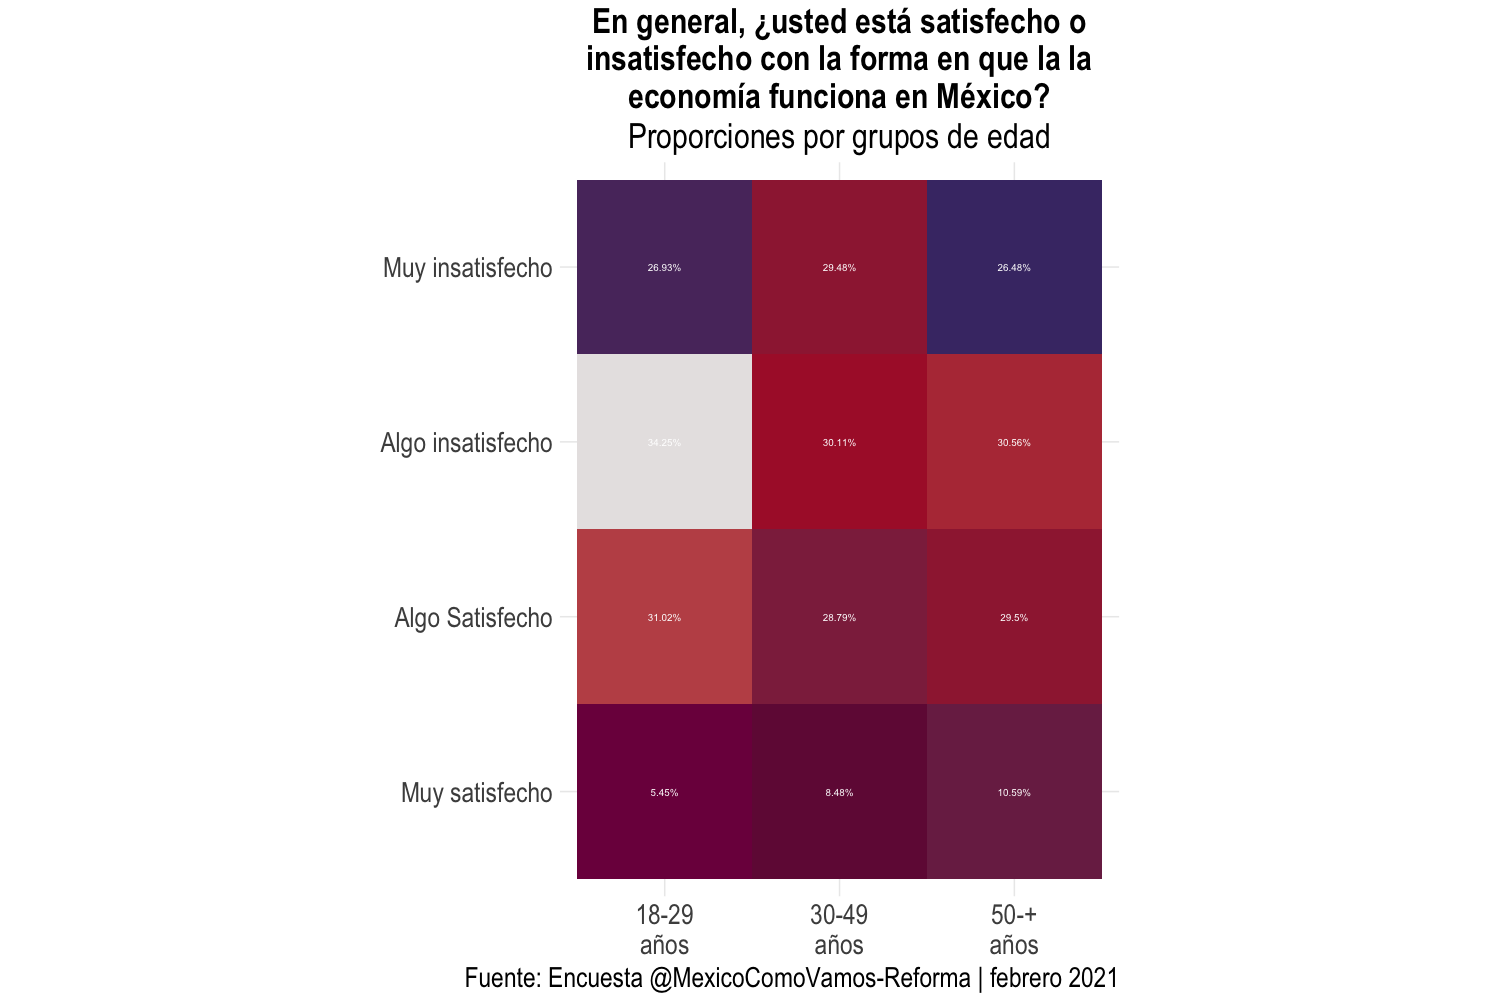 En general, ¿usted está satisfecho o
insatisfecho con la forma en que la la
economía funciona en México?
Proporciones por grupos de edad
Muy insatisfecho
26.93%
29.48%
26.48%
Algo insatisfecho
34.25%
30.11%
30.56%
Algo Satisfecho
31.02%
28.79%
29.5%
Muy satisfecho
5.45%
8.48%
10.59%
18-29
años
30-49
años
50-+
años
Fuente: Encuesta @MexicoComoVamos-Reforma | febrero 2021